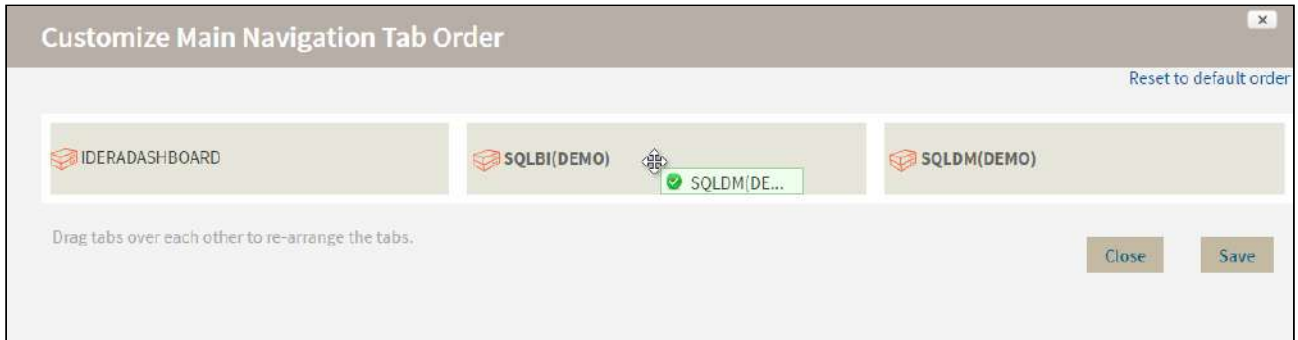 Customize Main Navigation Tab Order
Reset to default order
IDERADASHBOARD
SQLBI(DEMO)
SQLDM(DEMO)
SQLDM(DE...
Drag tabs over each other to re-arrange the tabs.
Close
Save